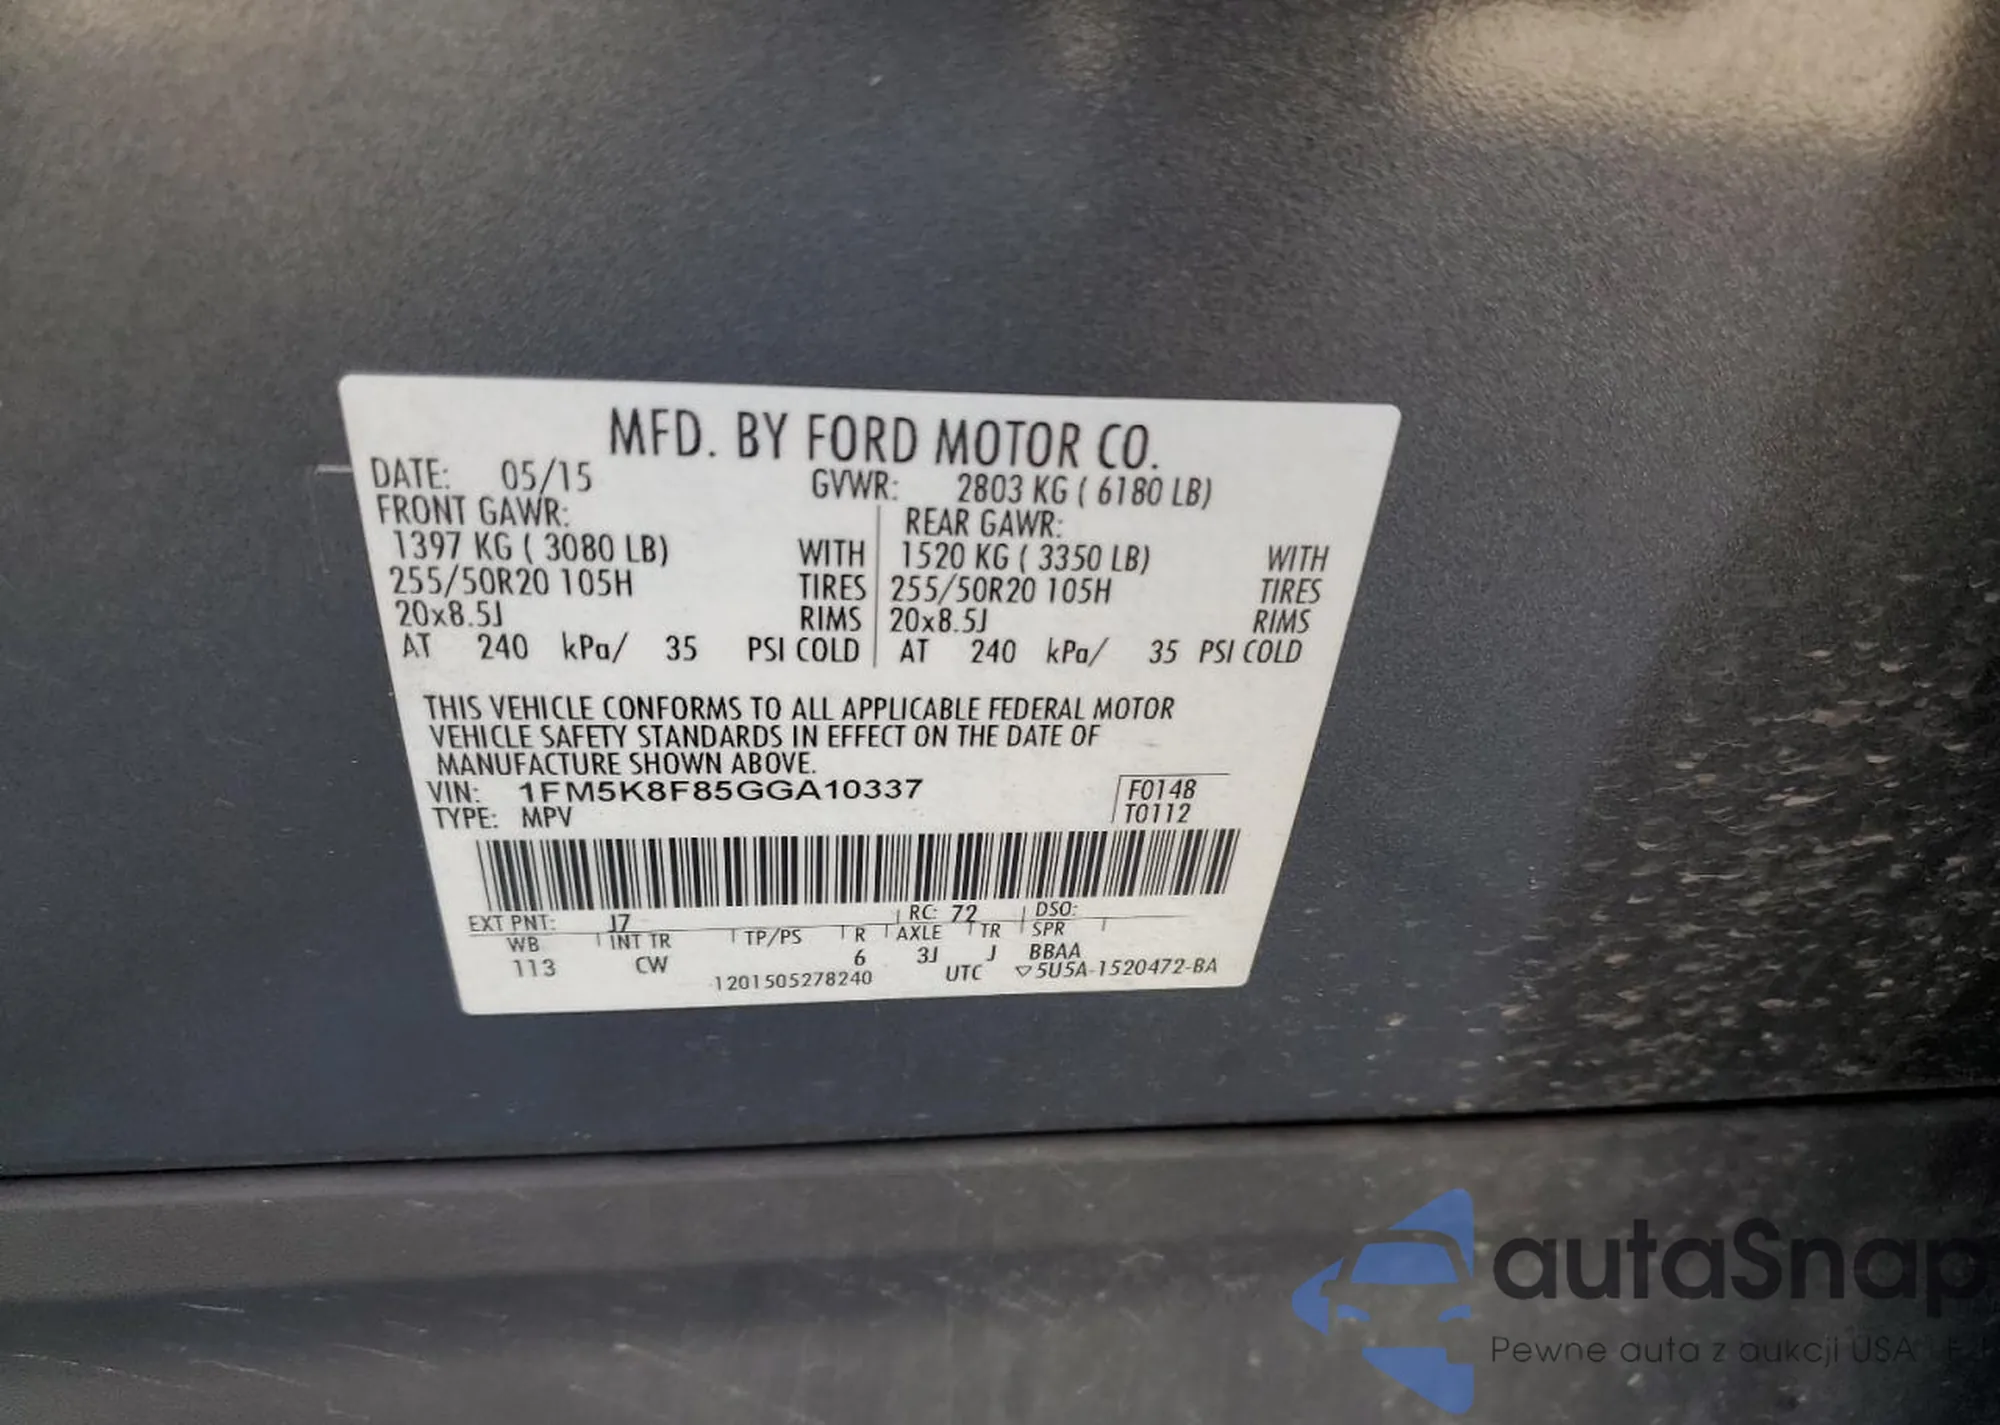 MFD. BY FORD MOTOR CO.
DATE: 05/15 GVWR: 2803 KG ( 6180 LB)
FRONT GAWR: REAR GAWR:
1397 KG ( 3080 LB) WITH 1520 KG ( 3350 LB) WITH
255/50R20 105H TIRES 255/50R20 105H TIRES
20x8.5J RIMS 20x8.5J RIMS
AT 240 kPa/ 35 PSI COLD AT 240 kPa/ 35 PSI COLD
THIS VEHICLE CONFORMS TO ALL APPLICABLE FEDERAL MOTOR
VEHICLE SAFETY STANDARDS IN EFFECT ON THE DATE OF
MANUFACTURE SHOWN ABOVE.
VIN: 1FM5K8F85GGA10337 F0148
TYPE: MPV T0112
EXT PNT: J7 RC: 72 DSO:
WB INT TR TP/PS R AXLE TR SPR
113 CW 6 3J J BBAA
1201505278240 UTC ▽5U5A-1520472-BA
autaSnap
Pewne auta z aukcji USA